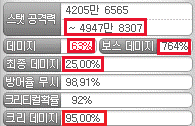 스탯 공격력 4205만 6565
~ 4947만 8307
데미지 63% 보스 데미지 764%
최종 데미지 25.00%
방어율 무시 98.91%
크리티컬확률 92%
크리 데미지 95.00%